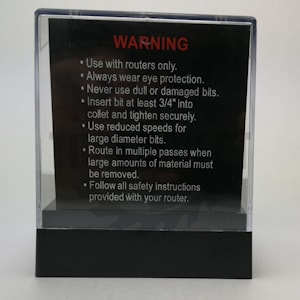 WARNING
• Use with routers only.
• Always wear eye protection.
• Never use dull or damaged bits.
• Insert bit at least 3/4" into
collet and tighten securely.
• Use reduced speeds for
large diameter bits.
• Route in multiple passes when
large amounts of material must
be removed.
• Follow all safety instructions
provided with your router.